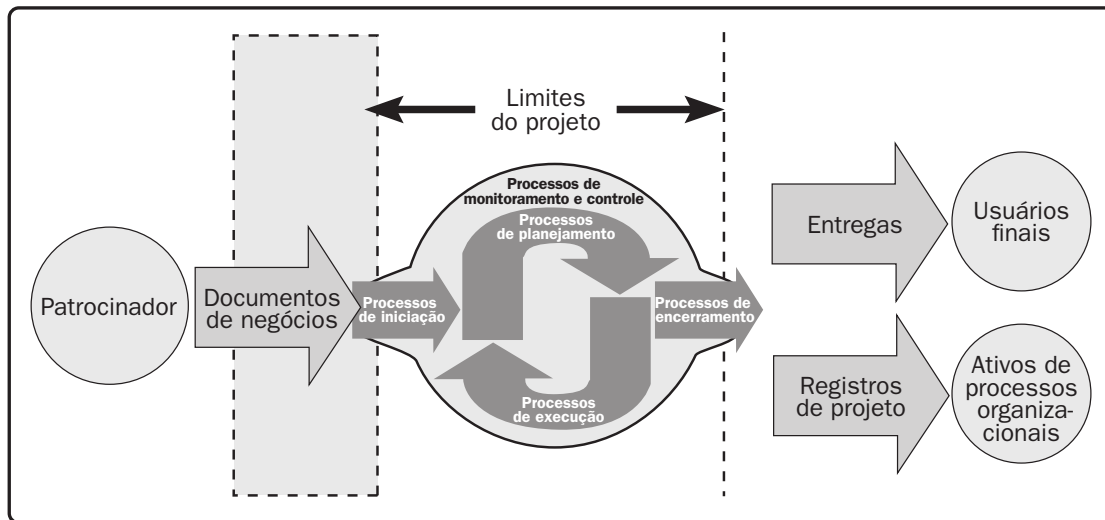 Limites
do projeto
Processos de
monitoramento e controle
Processos
de planejamento
Patrocinador
Documentos
de negócios
Processos
de iniciação
Processos de
encerramento
Processos
de execução
Entregas
Usuários
finais
Registros
de projeto
Ativos de
processos
organiza-
cionais